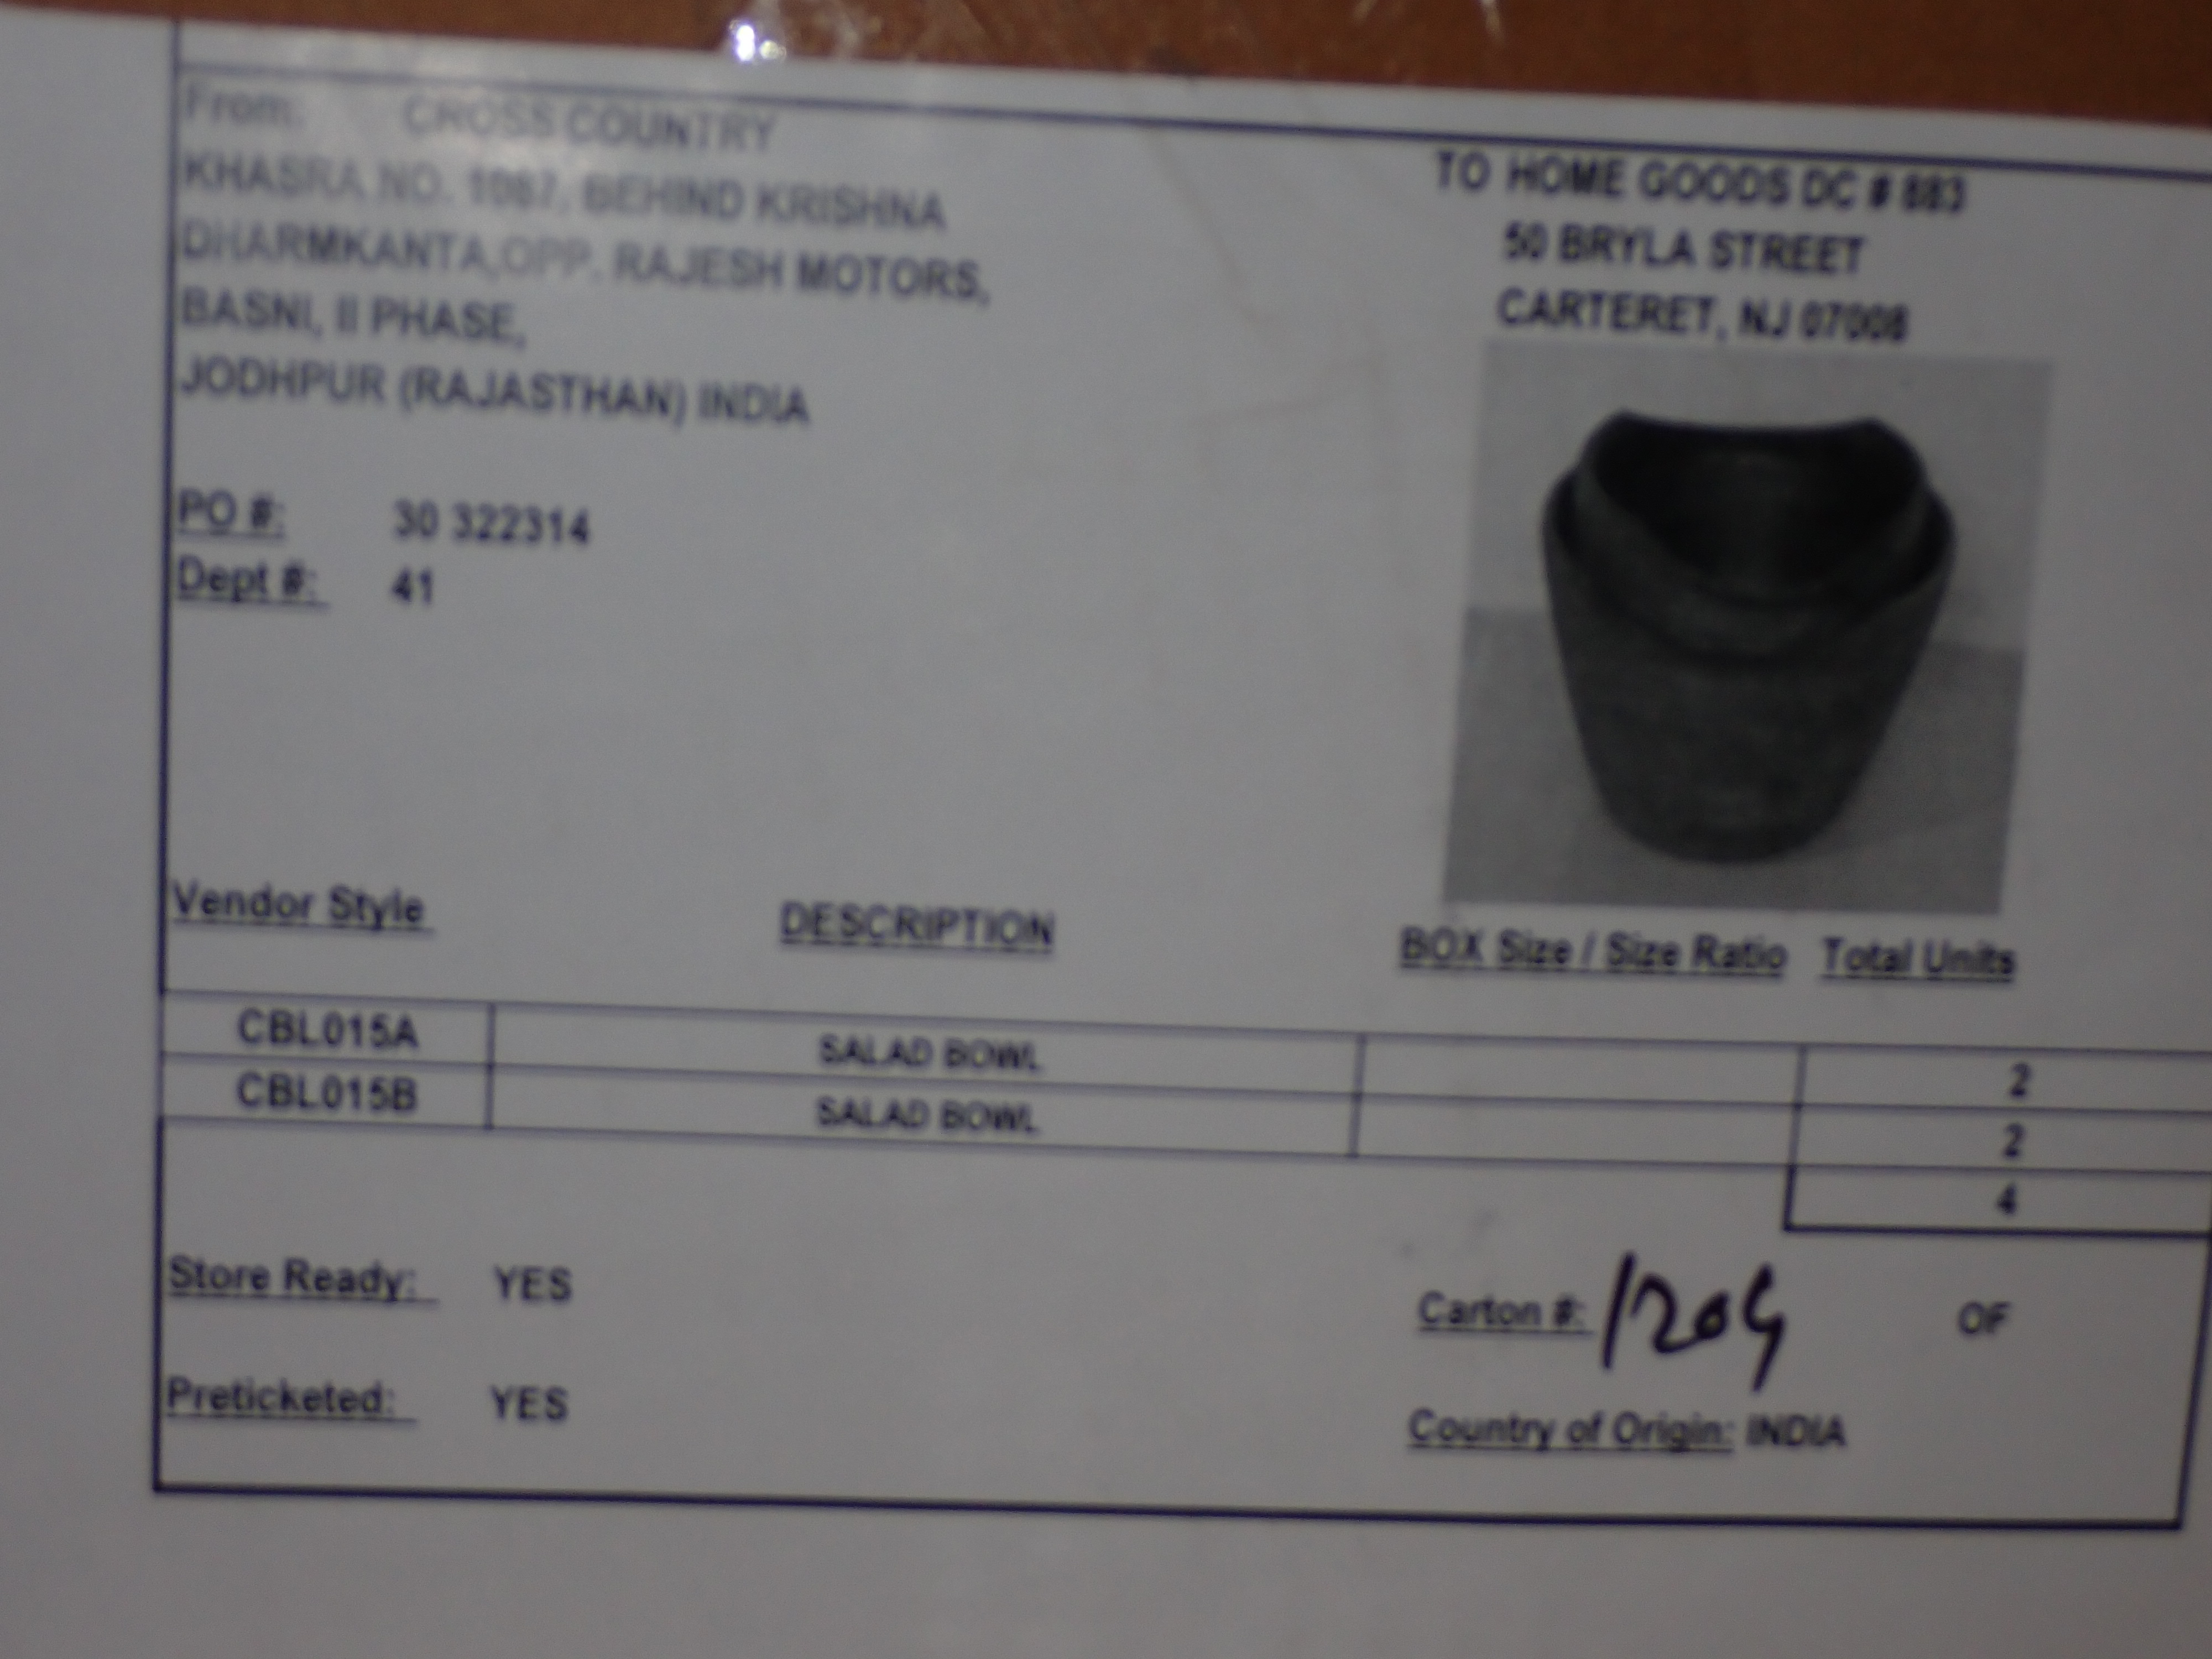 From: CROSS COUNTRY
KHASRA NO. 1067, BEHIND KRISHNA
DHARMKANTA,OPP. RAJESH MOTORS,
BASNI, II PHASE,
JODHPUR (RAJASTHAN) INDIA
TO HOME GOODS DC # 883
50 BRYLA STREET
CARTERET, NJ 07008
PO #: 30 322314
Dept #: 41
Vendor Style DESCRIPTION BOX Size / Size Ratio Total Units
CBL015A SALAD BOWL 2
CBL015B SALAD BOWL 2
4
Store Ready: YES
Carton #: 1204 OF
Preticketed: YES
Country of Origin: INDIA